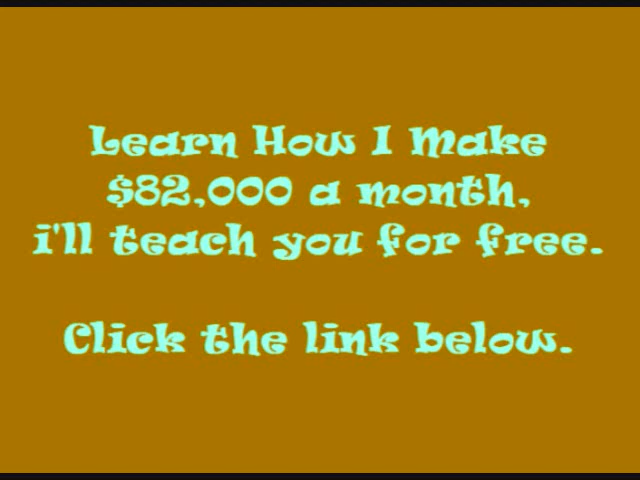 Learn How I Make
$82,000 a month,
i'll teach you for free.
Click the link below.